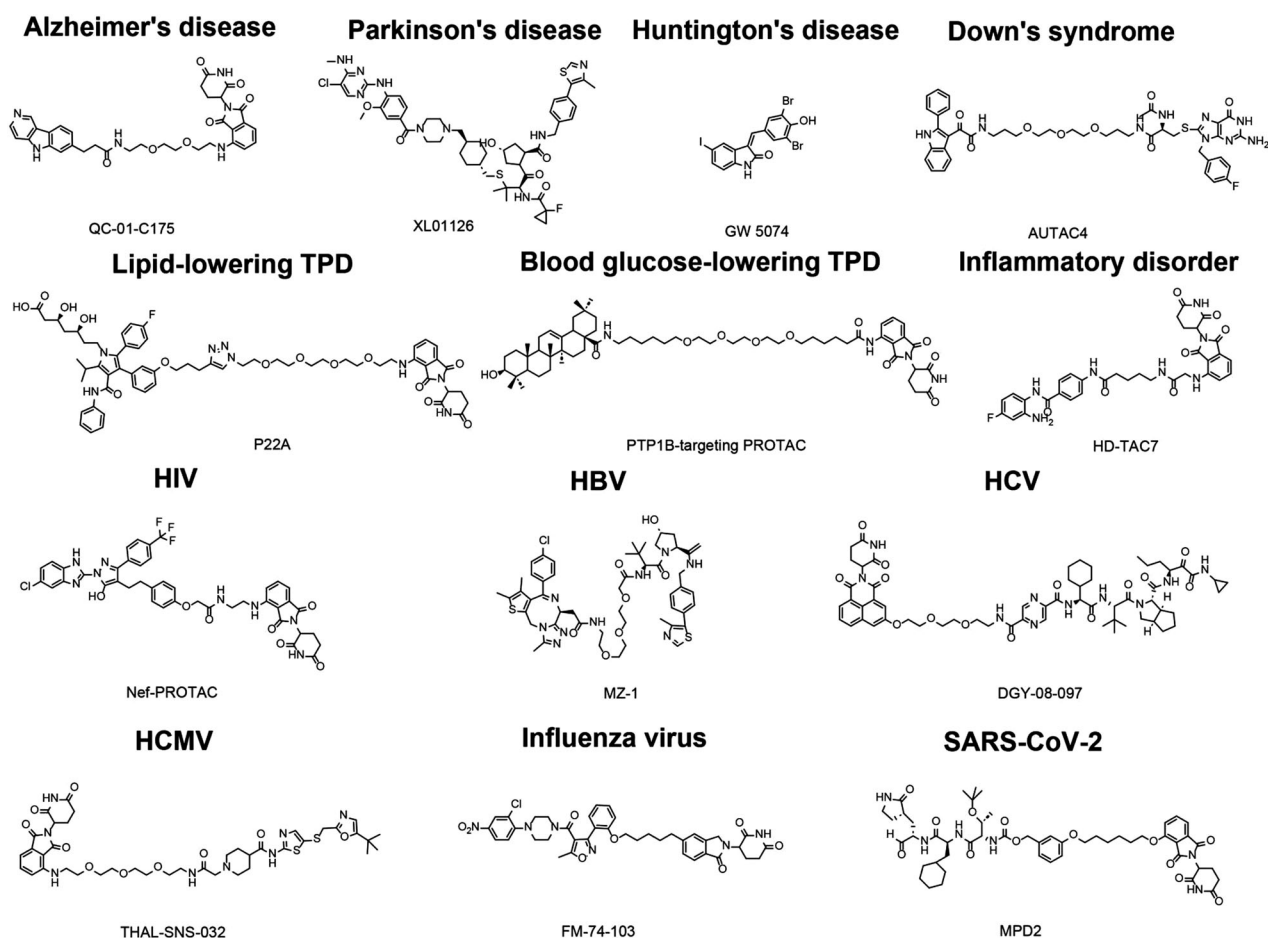 Alzheimer's disease
Parkinson's disease
Huntington's disease
Down's syndrome
QC-01-C175
XL01126
GW 5074
AUTAC4
Lipid-lowering TPD
Blood glucose-lowering TPD
Inflammatory disorder
P22A
PTP1B-targeting PROTAC
HD-TAC7
HIV
HBV
HCV
Nef-PROTAC
MZ-1
DGY-08-097
HCMV
Influenza virus
SARS-CoV-2
THAL-SNS-032
FM-74-103
MPD2